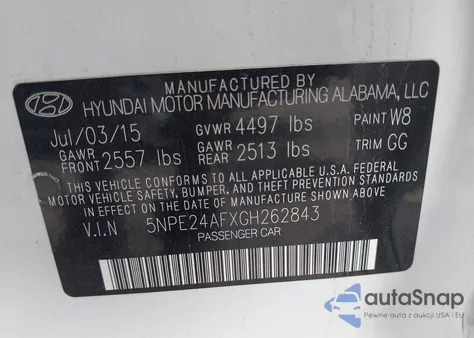 MANUFACTURED BY
HYUNDAI MOTOR MANUFACTURING ALABAMA, LLC
Jul/03/15 GVWR 4497 lbs PAINT W8
GAWR FRONT 2557 lbs GAWR REAR 2513 lbs TRIM GG
THIS VEHICLE CONFORMS TO ALL APPLICABLE U.S.A. FEDERAL
MOTOR VEHICLE SAFETY, BUMPER, AND THEFT PREVENTION STANDARDS
IN EFFECT ON THE DATE OF MANUFACTURE SHOWN ABOVE.
V.I.N 5NPE24AFXGH262843
PASSENGER CAR
autoSnap
Pewne auta z aukcji USA i EU